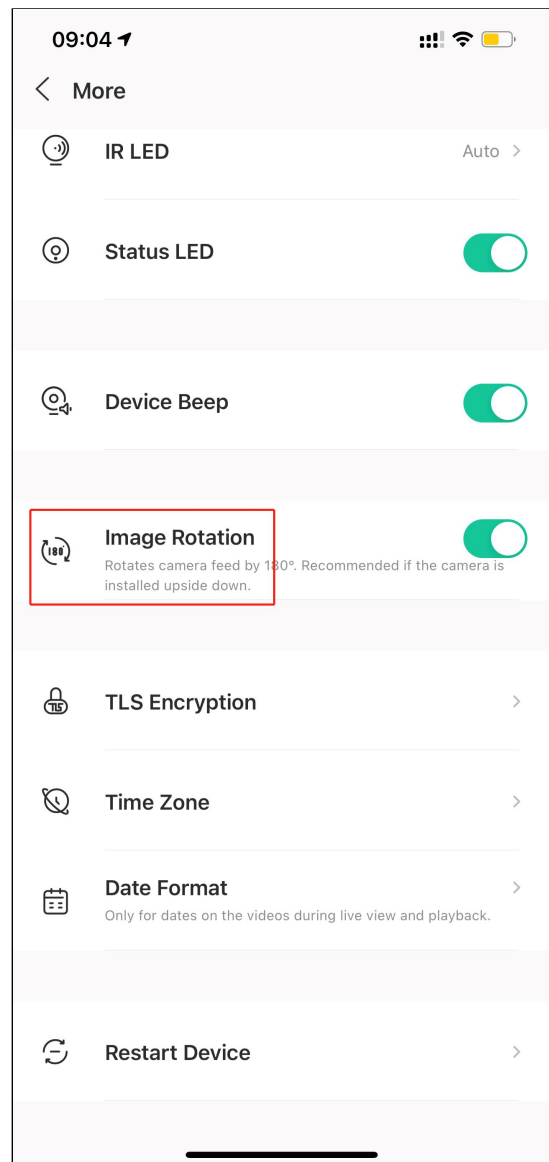 09:04
More
IR LED Auto
Status LED
Device Beep
180°
Image Rotation
Rotates camera feed by 180°. Recommended if the camera is
installed upside down.
TLS
TLS Encryption
Time Zone
Date Format
Only for dates on the videos during live view and playback.
Restart Device